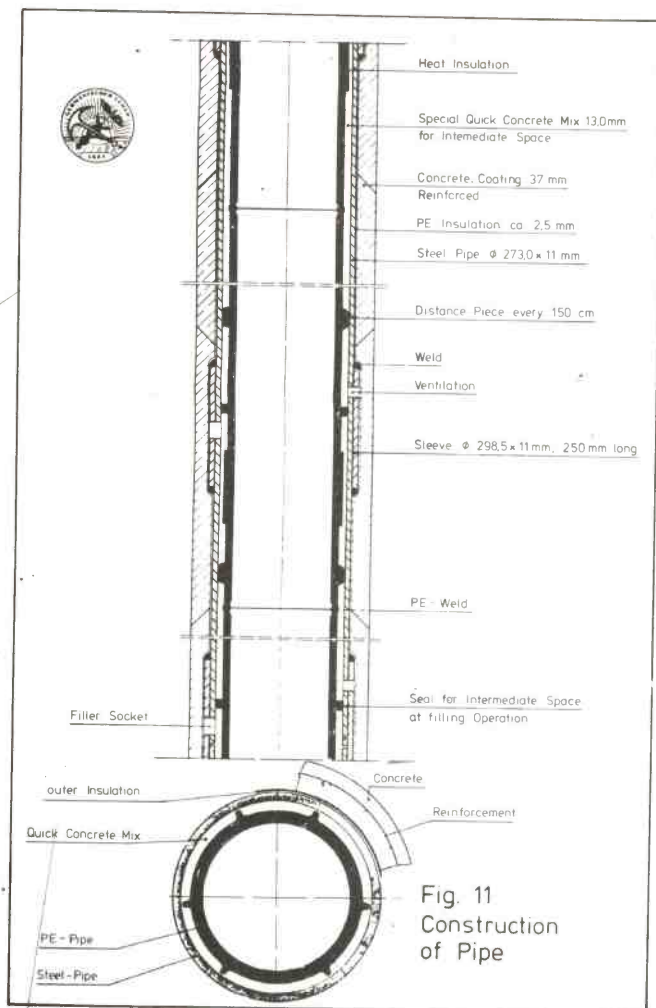 Heat Insulation
Special Quick Concrete Mix 13.0mm
for Intemediate Space
Concrete. Coating 37 mm
Reinforced
PE Insulation ca 2,5 mm
Steel Pipe ϕ 273,0 × 11 mm
Distance Piece every 150 cm
Weld
Ventilation
Sleeve ϕ 298,5 × 11 mm, 250 mm long
PE-Weld
Seal for Intermediate Space
at filling Operation
Filler Socket
outer Insulation
Concrete
Reinforcement
Quick Concrete Mix
PE-Pipe
Steel-Pipe
Fig. 11
Construction
of Pipe